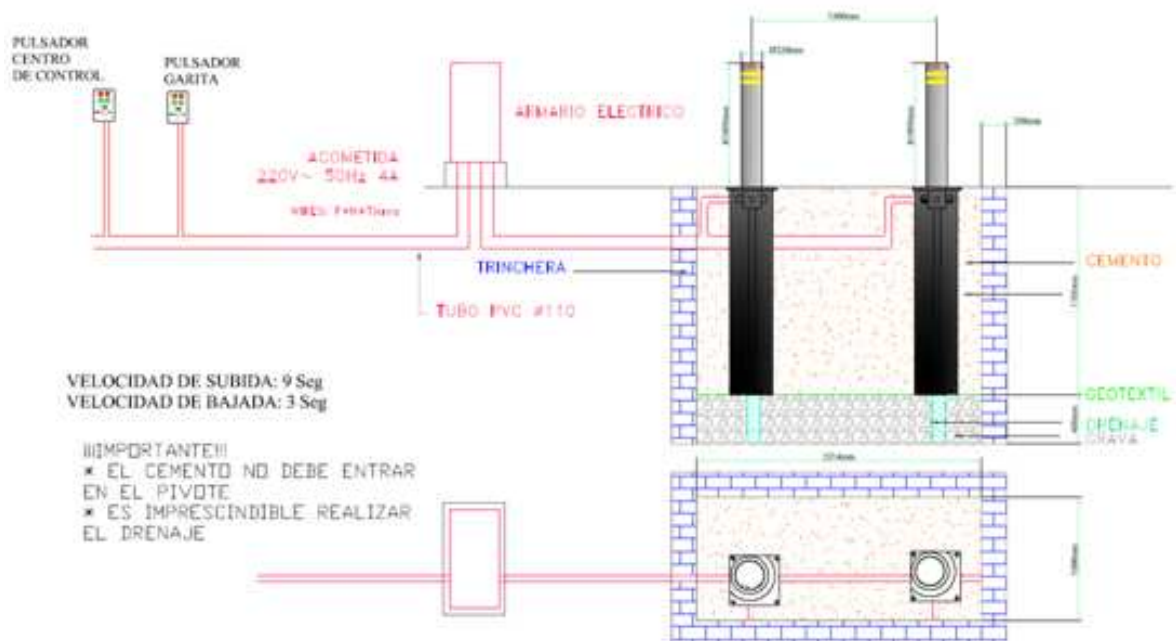 PULSADOR
CENTRO
DE CONTROL
PULSADOR
GARITA
ARMARIO ELECTRICO
ACOMETIDA
220V~ 50Hz 4A
TRINCHERA
CEMENTO
TUBO PVC Ø110
VELOCIDAD DE SUBIDA: 9 Seg
VELOCIDAD DE BAJADA: 3 Seg
GEOTEXTIL
DRENAJE
GRAVA
!!!IMPORTANTE!!!
* EL CEMENTO NO DEBE ENTRAR
EN EL PIVOTE
* ES IMPRESCINDIBLE REALIZAR
EL DRENAJE